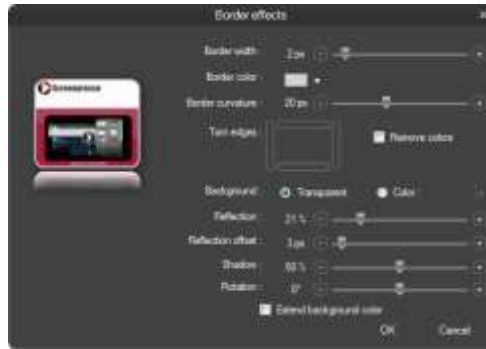 Border effects
Border width: 2 px
Border color:
Border curvature: 20 px
Torn edges:
Remove colors
Background: Transparent Color
Reflection: 21 %
Reflection offset: 3 px
Shadow: 50 %
Rotation: 0°
Extend background color
OK Cancel